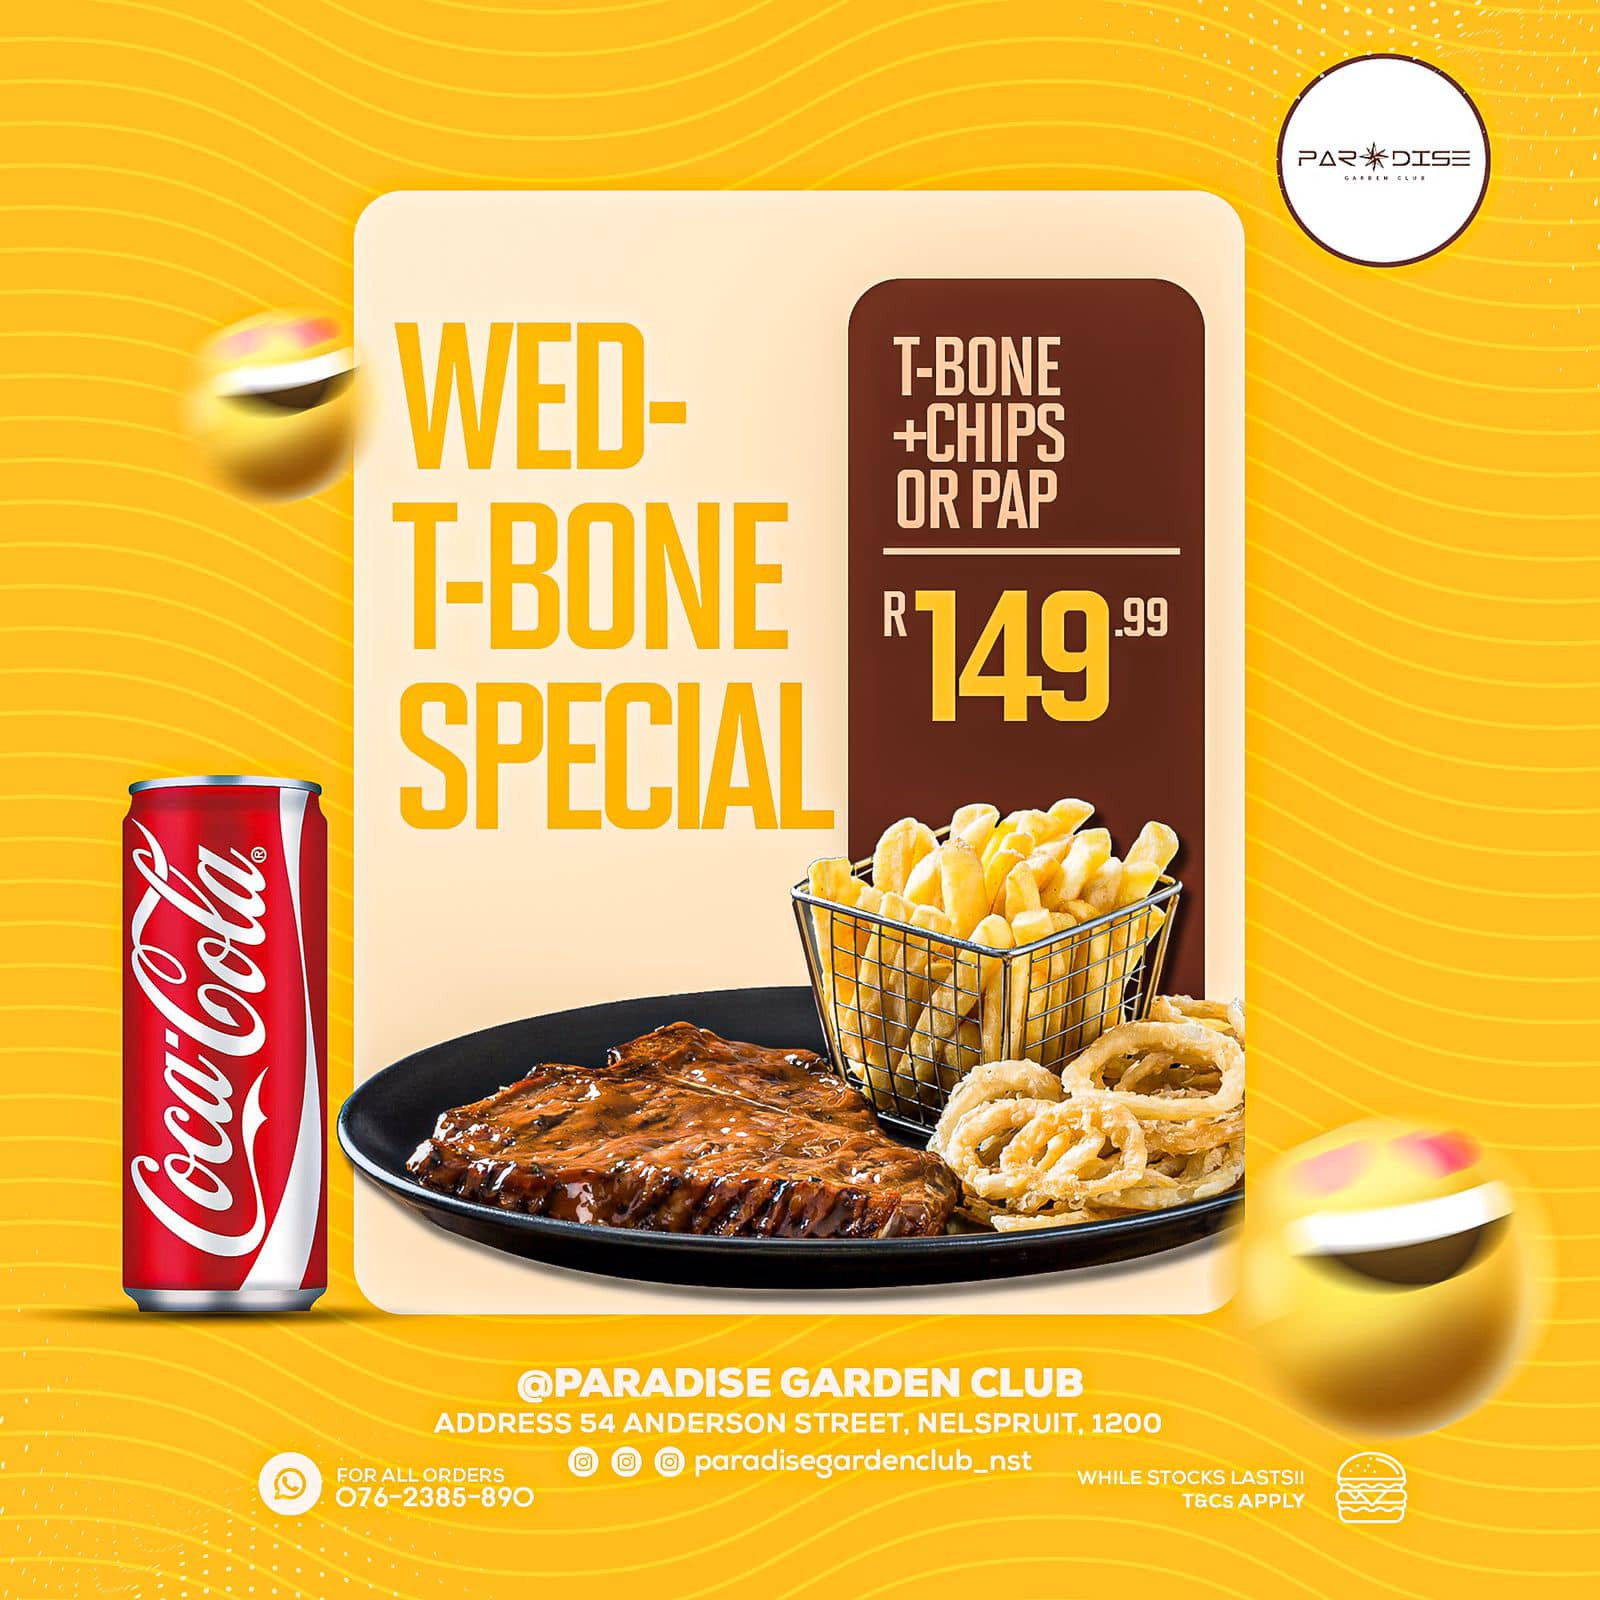 PARADISE
GARDEN CLUB
WED-
T-BONE
SPECIAL
T-BONE
+CHIPS
OR PAP
R149.99
Coca-Cola®
@PARADISE GARDEN CLUB
ADDRESS 54 ANDERSON STREET, NELSPRUIT, 1200
paradisegardenclub_nst
FOR ALL ORDERS
076-2385-890
WHILE STOCKS LASTS!!
T&Cs APPLY